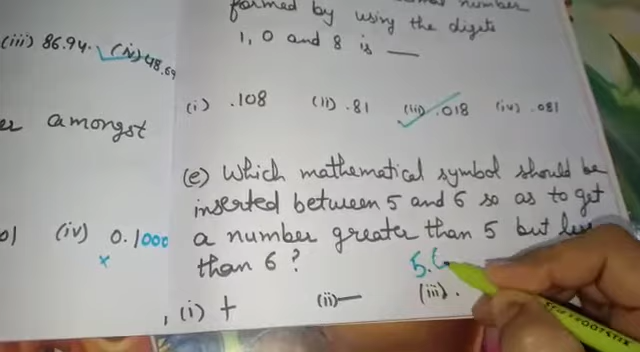 (iii) 86.94. (iv) 48.69
amongst
(iv) 0.1000
x
formed by using the digits
1, 0 and 8 is __
(i) .108 (ii) .81 (iii) .018 (iv) .081
(e) Which mathematical symbol should be
inserted between 5 and 6 so as to get
a number greater than 5 but
than 6 ?
5.
(i) + (ii) — (iii) .